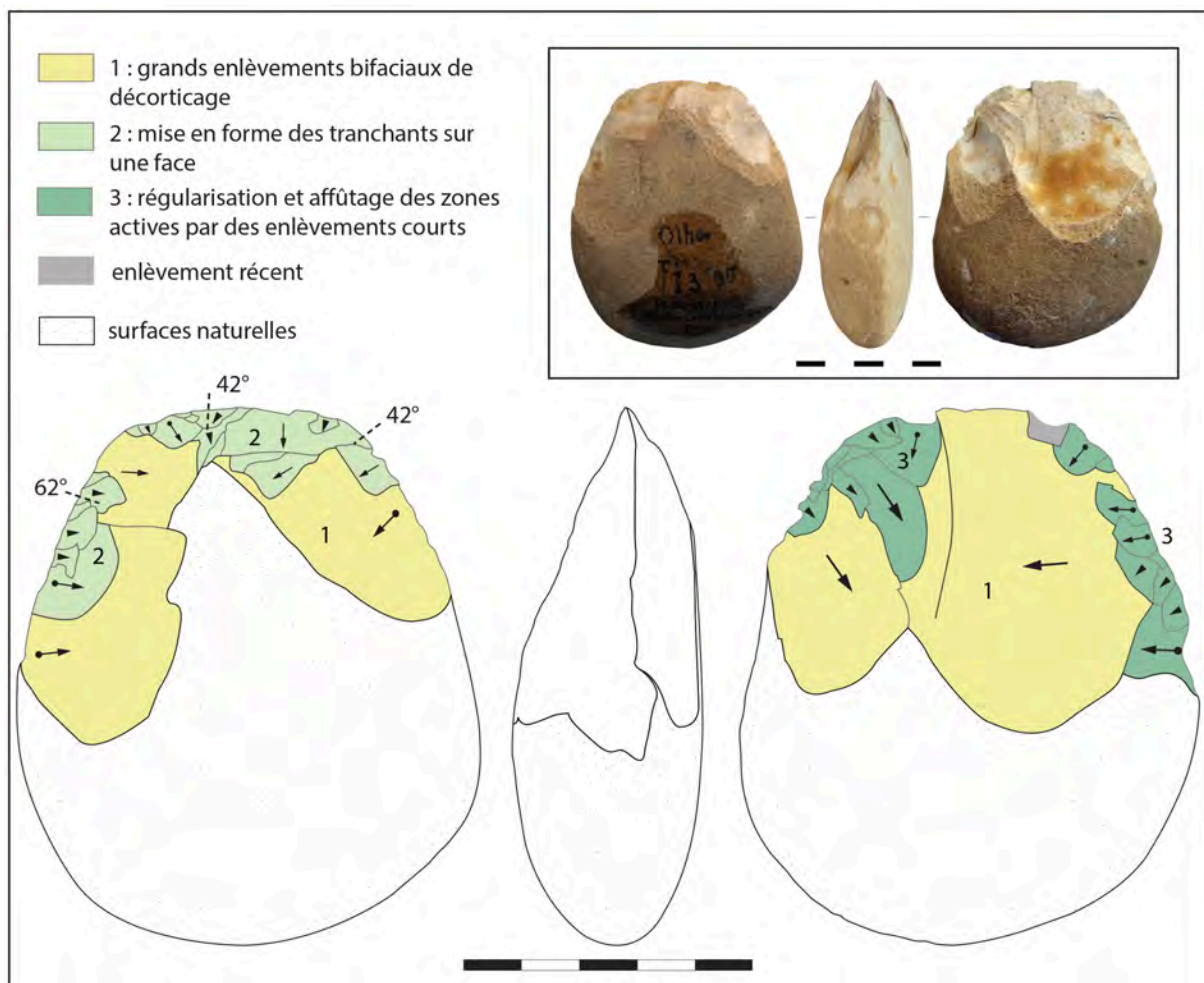 1 : grands enlèvements bifaciaux de
décorticage
2 : mise en forme des tranchants sur
une face
3 : régularisation et affûtage des zones
actives par des enlèvements courts
enlèvement récent
surfaces naturelles
42°
42°
2
62°
1
2
3
1
3